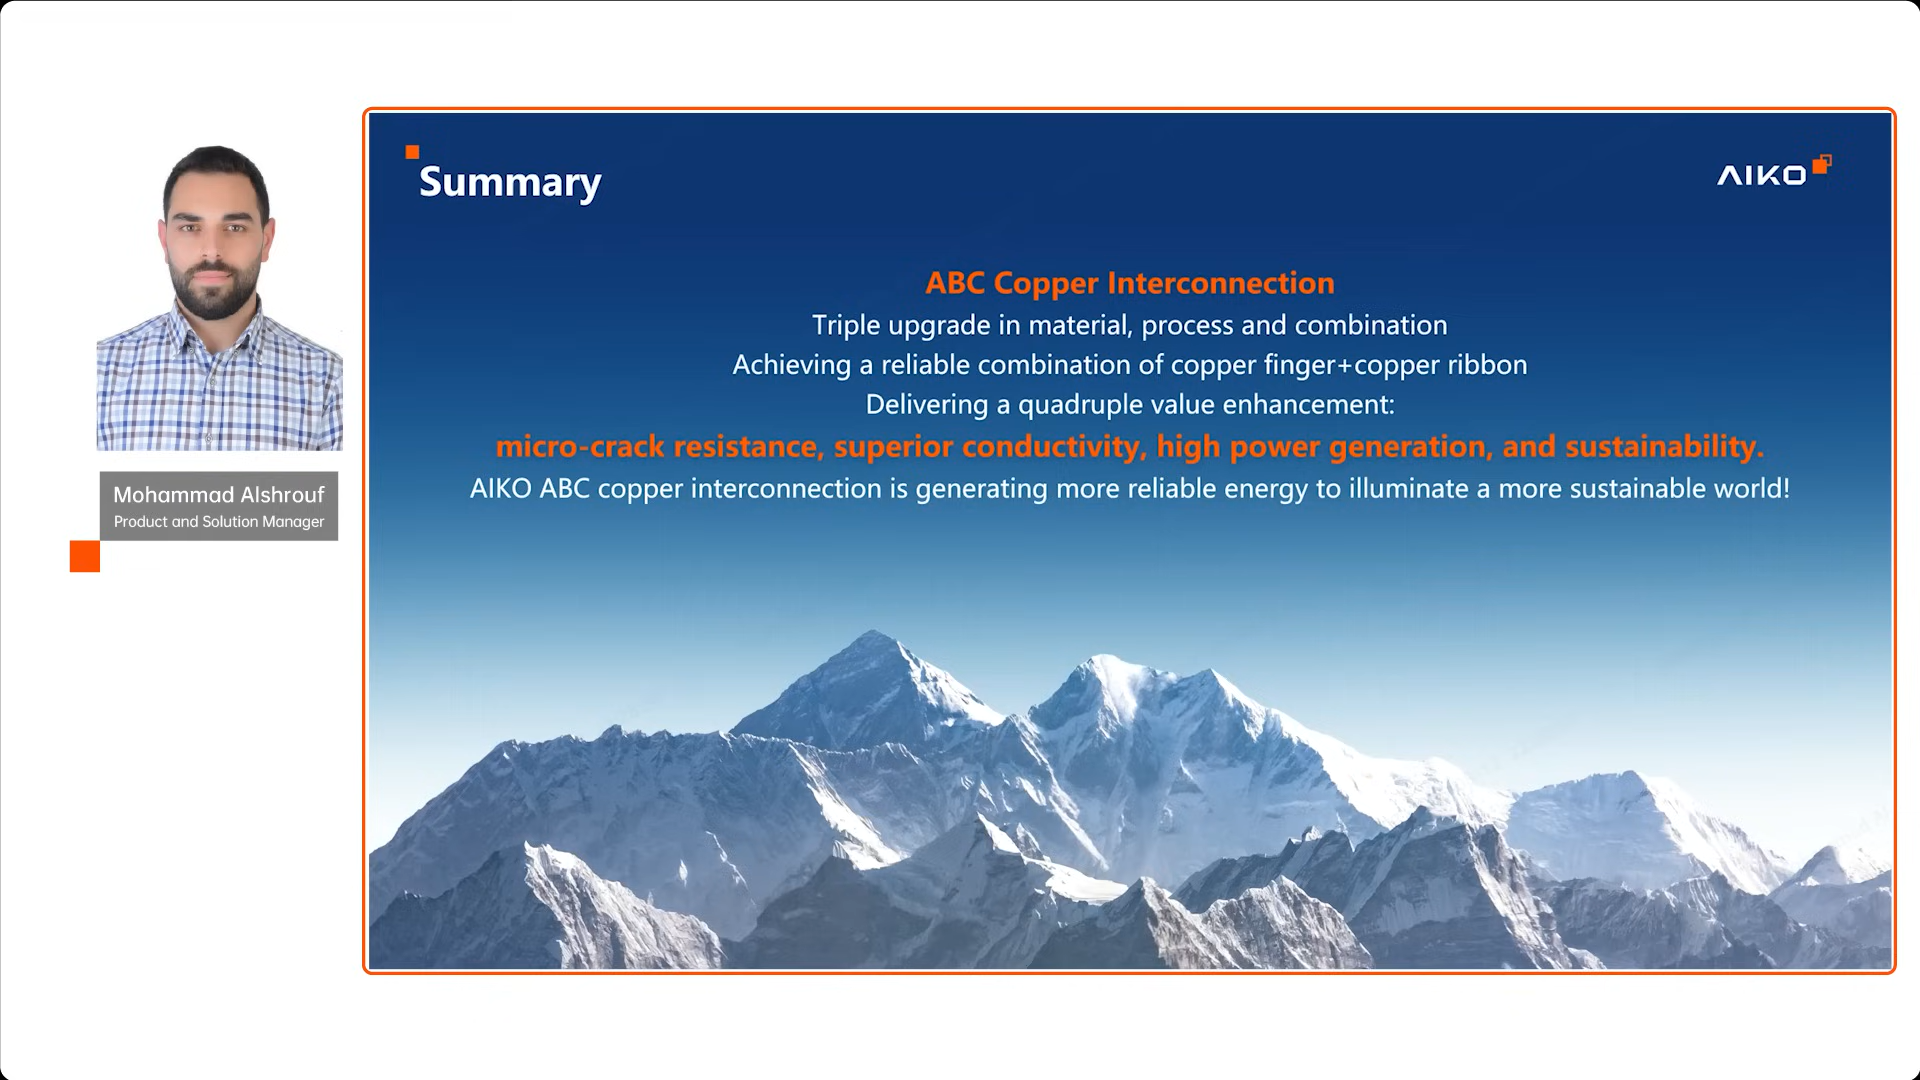 Summary
AIKO
ABC Copper Interconnection
Triple upgrade in material, process and combination
Achieving a reliable combination of copper finger+copper ribbon
Delivering a quadruple value enhancement:
micro-crack resistance, superior conductivity, high power generation, and sustainability.
AIKO ABC copper interconnection is generating more reliable energy to illuminate a more sustainable world!
Mohammad Alshrouf
Product and Solution Manager